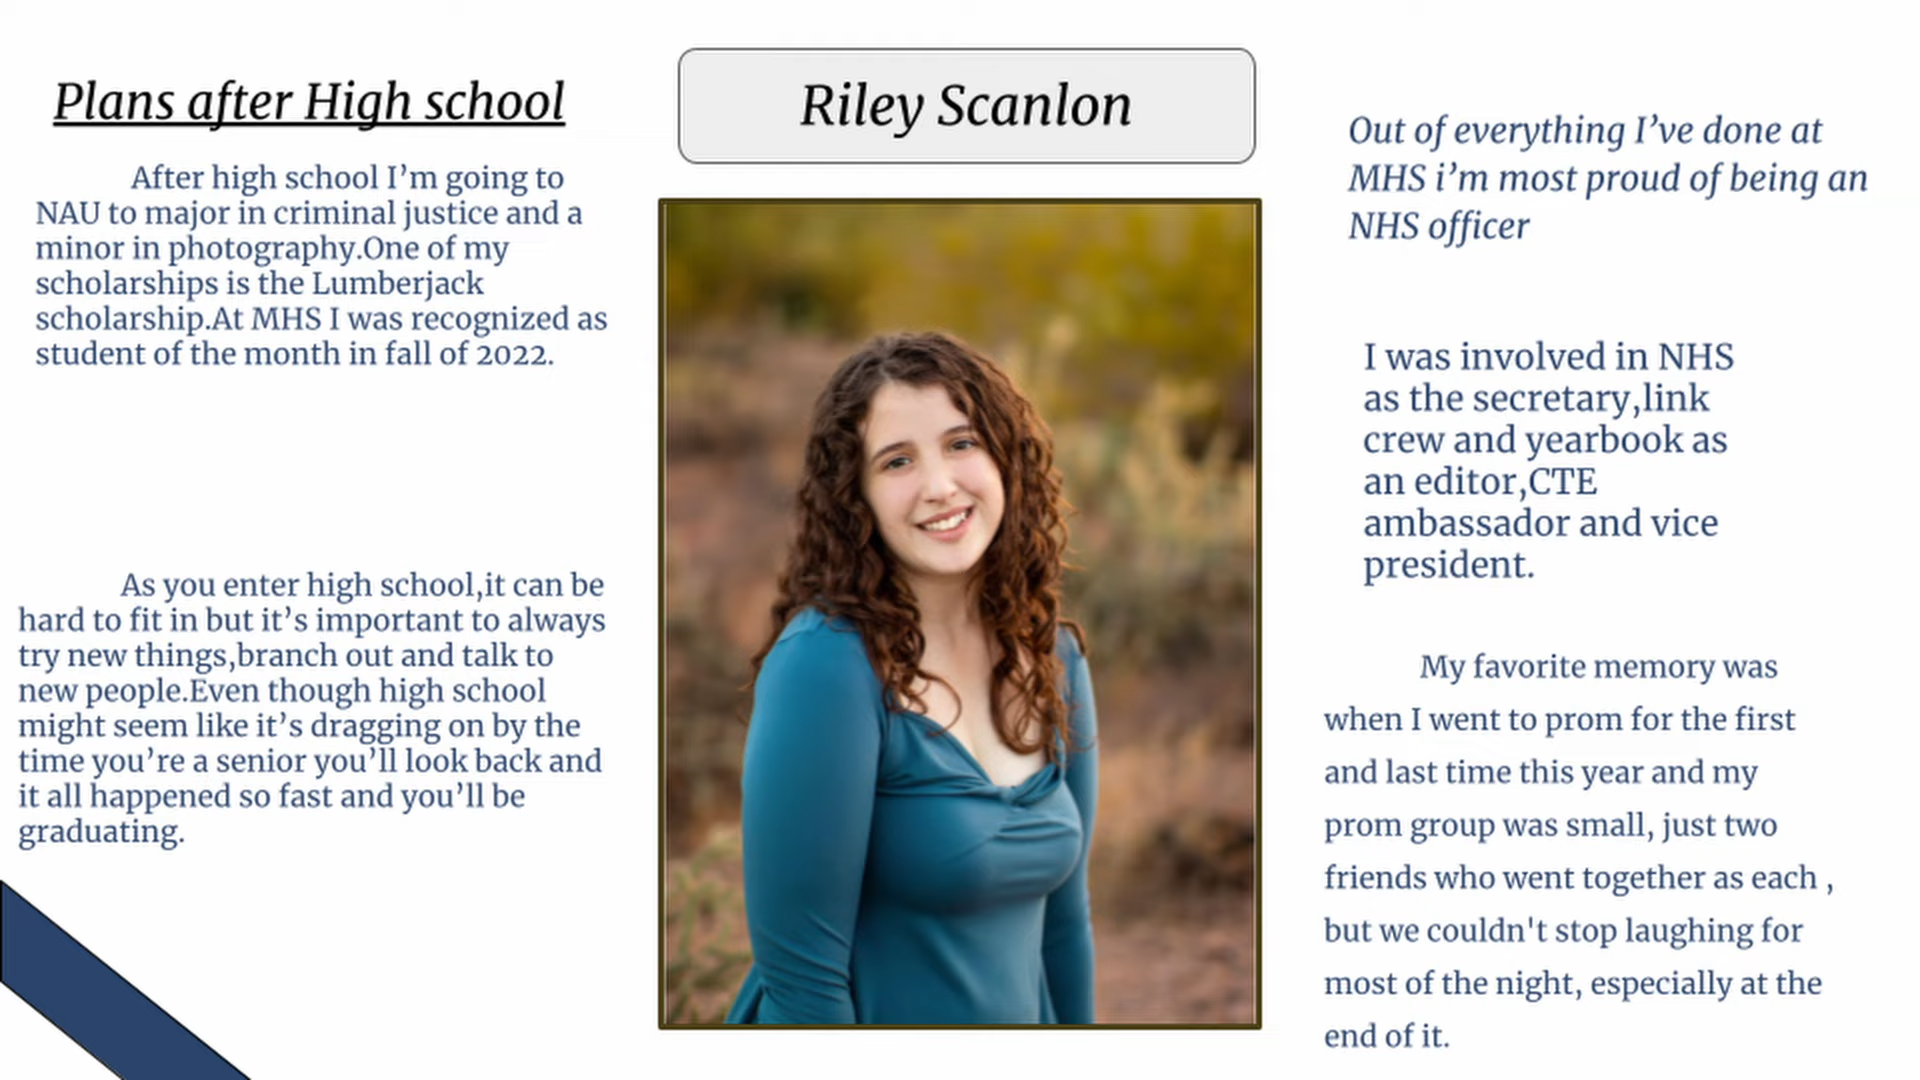 Plans after High school
After high school I’m going to
NAU to major in criminal justice and a
minor in photography.One of my
scholarships is the Lumberjack
scholarship.At MHS I was recognized as
student of the month in fall of 2022.
As you enter high school,it can be
hard to fit in but it’s important to always
try new things,branch out and talk to
new people.Even though high school
might seem like it’s dragging on by the
time you’re a senior you’ll look back and
it all happened so fast and you’ll be
graduating.
Riley Scanlon
Out of everything I’ve done at
MHS i’m most proud of being an
NHS officer
I was involved in NHS
as the secretary,link
crew and yearbook as
an editor,CTE
ambassador and vice
president.
My favorite memory was
when I went to prom for the first
and last time this year and my
prom group was small, just two
friends who went together as each ,
but we couldn't stop laughing for
most of the night, especially at the
end of it.